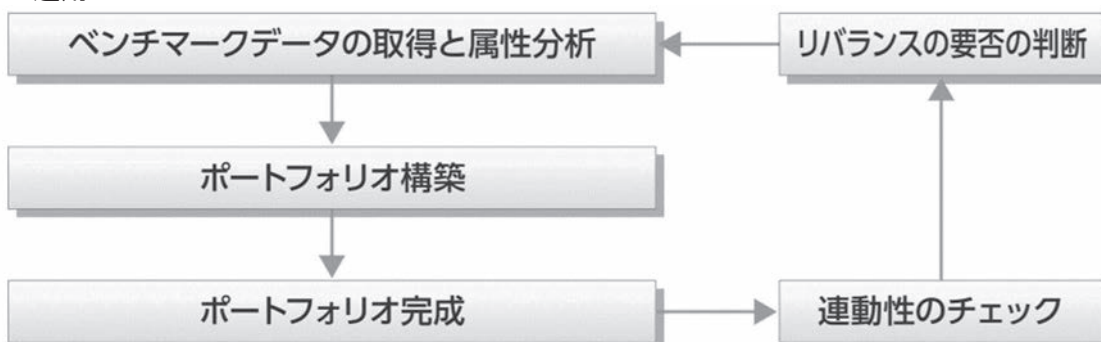 ベンチマークデータの取得と属性分析
リバランスの要否の判断
ポートフォリオ構築
ポートフォリオ完成
連動性のチェック